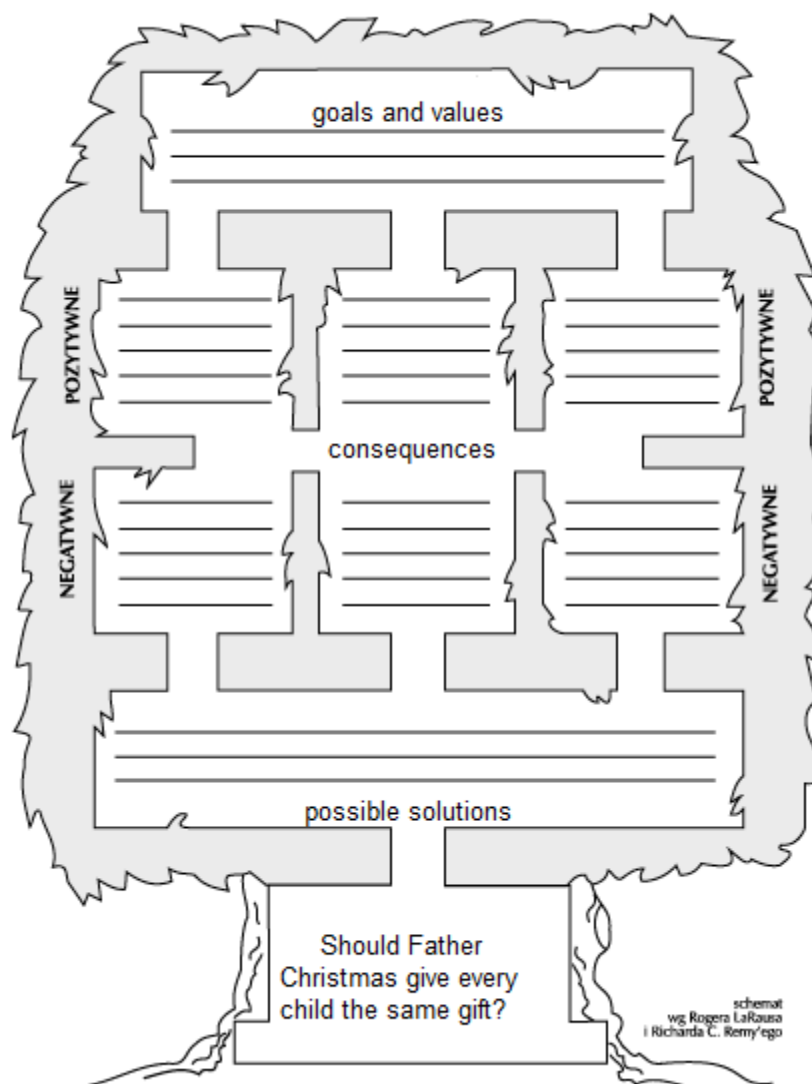 goals and values
POZYTYWNE
POZYTYWNE
consequences
NEGATYWNE
NEGATYWNE
possible solutions
Should Father
Christmas give every
child the same gift?
schemat
wg Rogera LaRausa
i Richarda C. Remy'ego